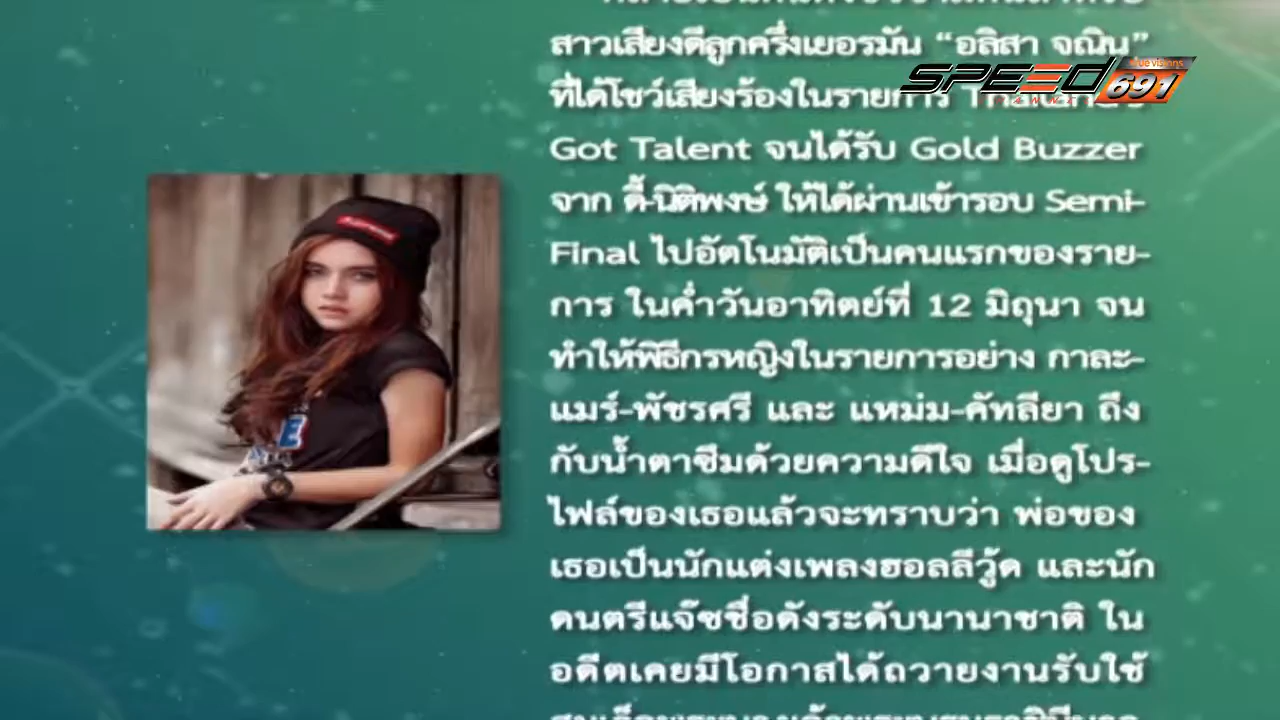 สาวเสียงดีลูกครึ่งเยอรมัน “อลิสา จณิน”
ที่ได้โชว์เสียงร้องในรายการ
SPEED 691
Got Talent จนได้รับ Gold Buzzer
จาก ดี้-นิติพงษ์ ให้ได้ผ่านเข้ารอบ Semi-
Final ไปอัตโนมัติเป็นคนแรกของราย-
การ ในค่ำวันอาทิตย์ที่ 12 มิถุนา จน
ทำให้พิธีกรหญิงในรายการอย่าง กาละ-
แมร์-พัชรศรี และ แหม่ม-คัทลียา ถึง
กับน้ำตาซึมด้วยความดีใจ เมื่อดูโปร-
ไฟล์ของเธอแล้วจะทราบว่า พ่อของ
เธอเป็นนักแต่งเพลงฮอลลีวู้ด และนัก
ดนตรีแจ๊ซชื่อดังระดับนานาชาติ ใน
อดีตเคยมีโอกาสได้ถวายงานรับใช้